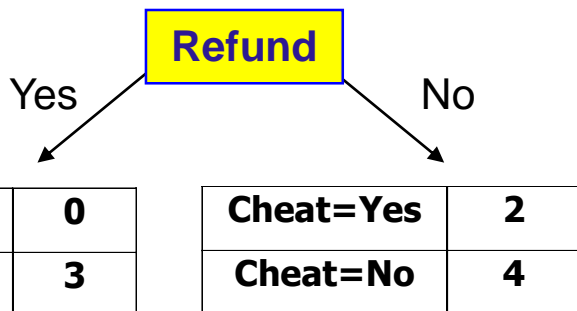 Refund
Yes No
0 Cheat=Yes 2
3 Cheat=No 4